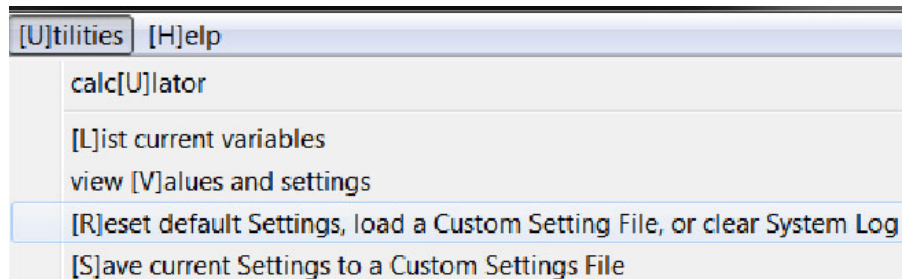 [U]tilities [H]elp
calc[U]lator
[L]ist current variables
view [V]alues and settings
[R]eset default Settings, load a Custom Setting File, or clear System Log
[S]ave current Settings to a Custom Settings File